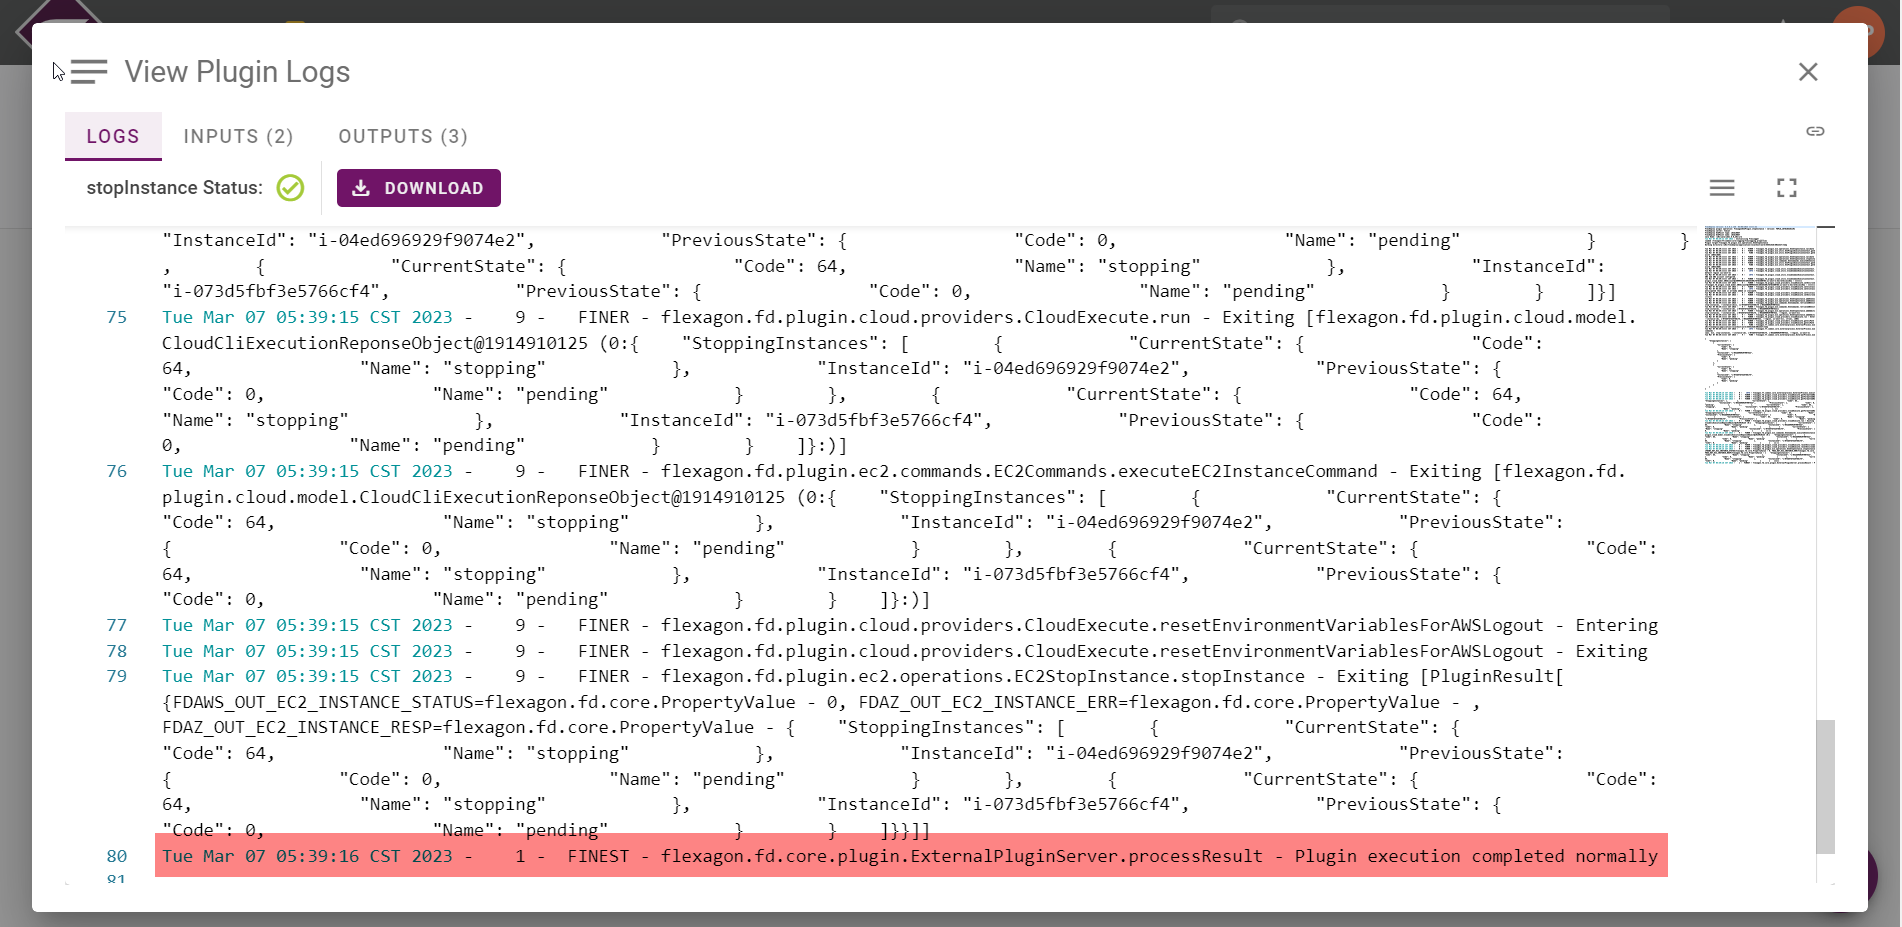 View Plugin Logs
LOGS INPUTS (2) OUTPUTS (3)
stopInstance Status: DOWNLOAD
"InstanceId": "i-04ed696929f9074e2", "PreviousState": { "Code": 0, "Name": "pending" } }
, { "CurrentState": { "Code": 64, "Name": "stopping" }, "InstanceId":
"i-073d5fbf3e5766cf4", "PreviousState": { "Code": 0, "Name": "pending" } } ]}]
75 Tue Mar 07 05:39:15 CST 2023 - 9 - FINER - flexagon.fd.plugin.cloud.providers.CloudExecute.run - Exiting [flexagon.fd.plugin.cloud.model.
CloudCliExecutionReponseObject@1914910125 (0:{ "StoppingInstances": [ { "CurrentState": { "Code":
64, "Name": "stopping" }, "InstanceId": "i-04ed696929f9074e2", "PreviousState": {
"Code": 0, "Name": "pending" } }, { "CurrentState": { "Code": 64,
"Name": "stopping" }, "InstanceId": "i-073d5fbf3e5766cf4", "PreviousState": { "Code":
0, "Name": "pending" } } ]}:)]
76 Tue Mar 07 05:39:15 CST 2023 - 9 - FINER - flexagon.fd.plugin.ec2.commands.EC2Commands.executeEC2InstanceCommand - Exiting [flexagon.fd.
plugin.cloud.model.CloudCliExecutionReponseObject@1914910125 (0:{ "StoppingInstances": [ { "CurrentState": {
"Code": 64, "Name": "stopping" }, "InstanceId": "i-04ed696929f9074e2", "PreviousState":
{ "Code": 0, "Name": "pending" } }, { "CurrentState": { "Code":
64, "Name": "stopping" }, "InstanceId": "i-073d5fbf3e5766cf4", "PreviousState": {
"Code": 0, "Name": "pending" } } ]}:)]
77 Tue Mar 07 05:39:15 CST 2023 - 9 - FINER - flexagon.fd.plugin.cloud.providers.CloudExecute.resetEnvironmentVariablesForAWSLogout - Entering
78 Tue Mar 07 05:39:15 CST 2023 - 9 - FINER - flexagon.fd.plugin.cloud.providers.CloudExecute.resetEnvironmentVariablesForAWSLogout - Exiting
79 Tue Mar 07 05:39:15 CST 2023 - 9 - FINER - flexagon.fd.plugin.ec2.operations.EC2StopInstance.stopInstance - Exiting [PluginResult[
{FDAWS_OUT_EC2_INSTANCE_STATUS=flexagon.fd.core.PropertyValue - 0, FDAZ_OUT_EC2_INSTANCE_ERR=flexagon.fd.core.PropertyValue - ,
FDAZ_OUT_EC2_INSTANCE_RESP=flexagon.fd.core.PropertyValue - { "StoppingInstances": [ { "CurrentState": {
"Code": 64, "Name": "stopping" }, "InstanceId": "i-04ed696929f9074e2", "PreviousState":
{ "Code": 0, "Name": "pending" } }, { "CurrentState": { "Code":
64, "Name": "stopping" }, "InstanceId": "i-073d5fbf3e5766cf4", "PreviousState": {
"Code": 0, "Name": "pending" } } ]}}]]
80 Tue Mar 07 05:39:16 CST 2023 - 1 - FINEST - flexagon.fd.core.plugin.ExternalPluginServer.processResult - Plugin execution completed normally
81